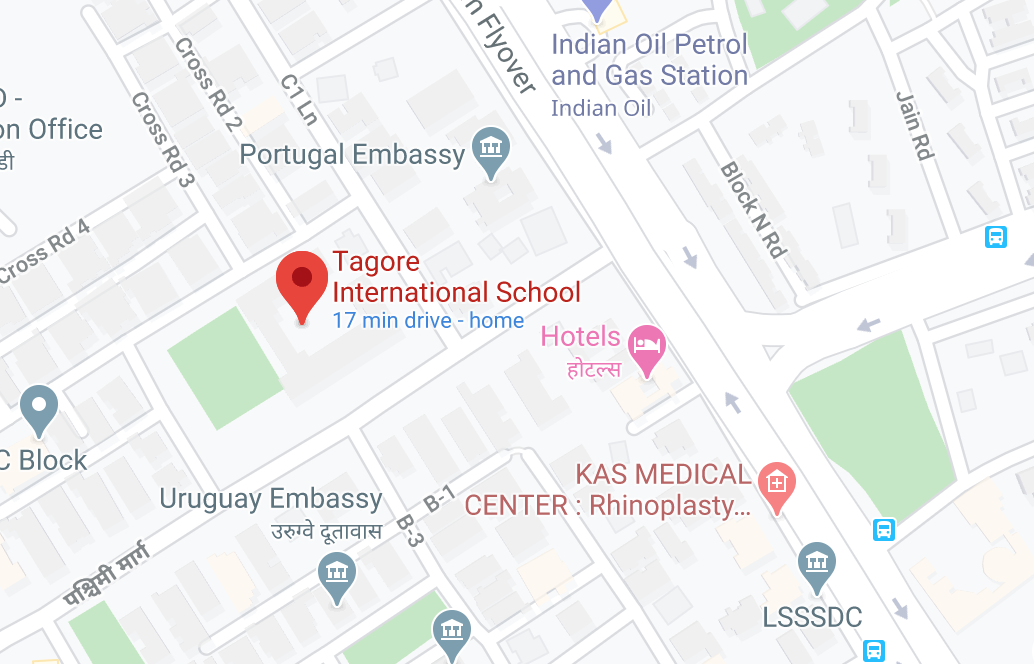 n Flyover
Indian Oil Petrol
and Gas Station
Indian Oil
Cross Rd 2
C1 Ln
Cross Rd 3
on Office
Jain Rd
Portugal Embassy
Block N Rd
Cross Rd 4
Tagore
International School
17 min drive - home
Hotels
होटल्स
C Block
KAS MEDICAL
CENTER : Rhinoplasty...
Uruguay Embassy
उरुग्वे दूतावास
B-1
B-3
पश्चिमी मार्ग
LSSSDC